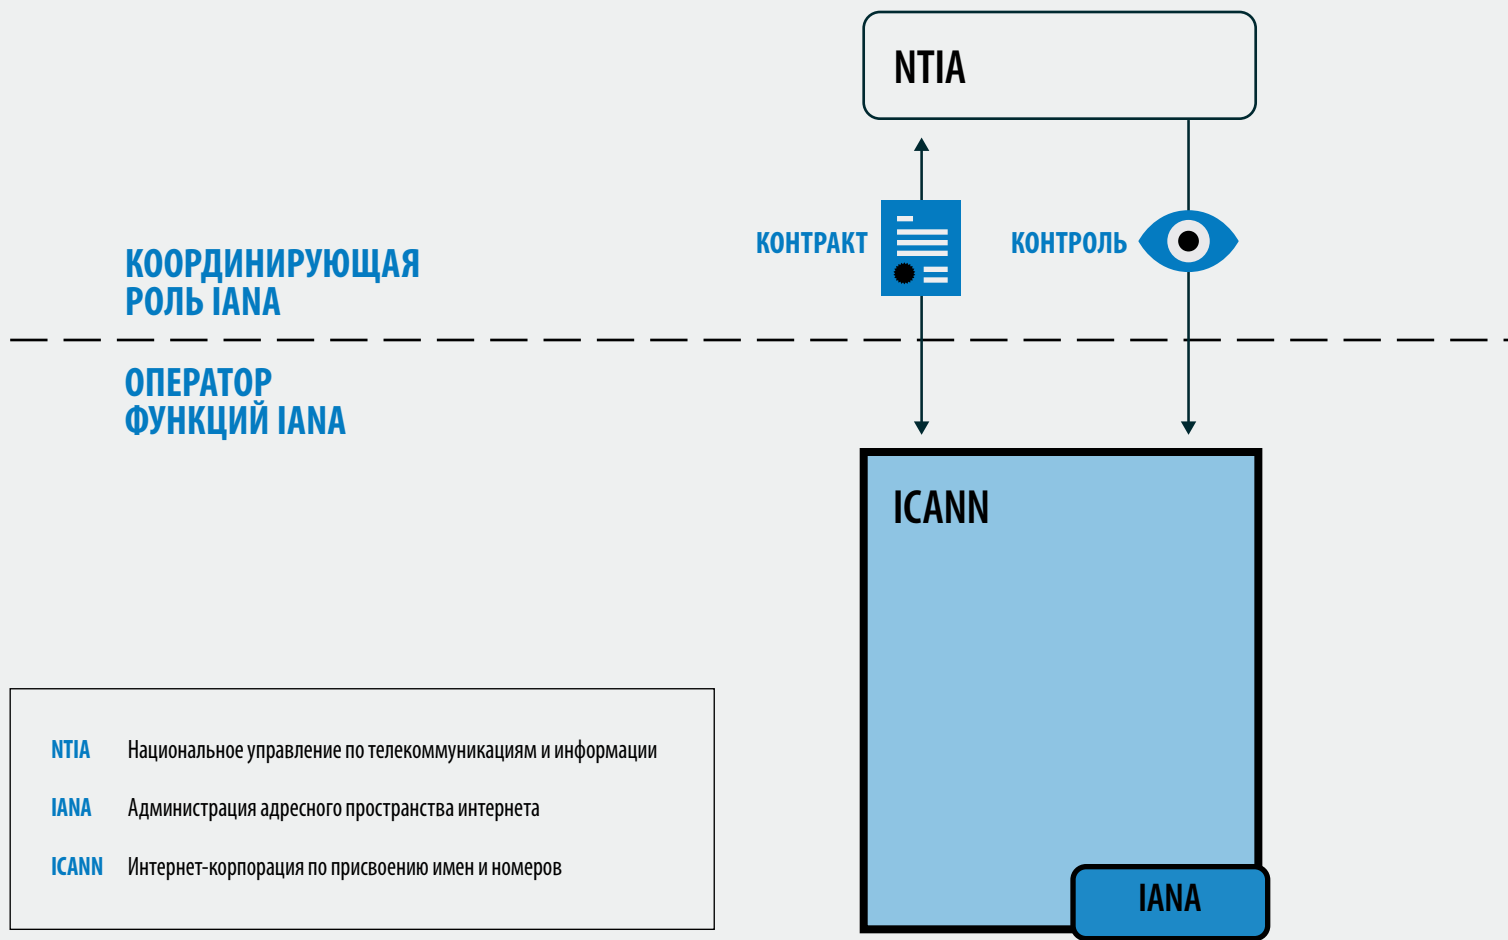 NTIA
КОНТРАКТ
КОНТРОЛЬ
КООРДИНИРУЮЩАЯ
РОЛЬ IANA
ОПЕРАТОР
ФУНКЦИЙ IANA
ICANN
IANA
NTIA Национальное управление по телекоммуникациям и информации
IANA Администрация адресного пространства интернета
ICANN Интернет-корпорация по присвоению имен и номеров